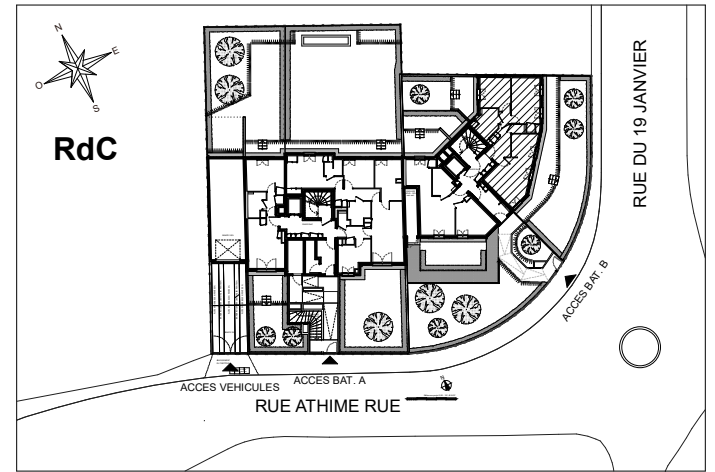 N
E
O
S
RdC
RUE DU 19 JANVIER
ACCES BAT. B
ACCES VEHICULES
ACCES BAT. A
N
RUE ATHIME RUE